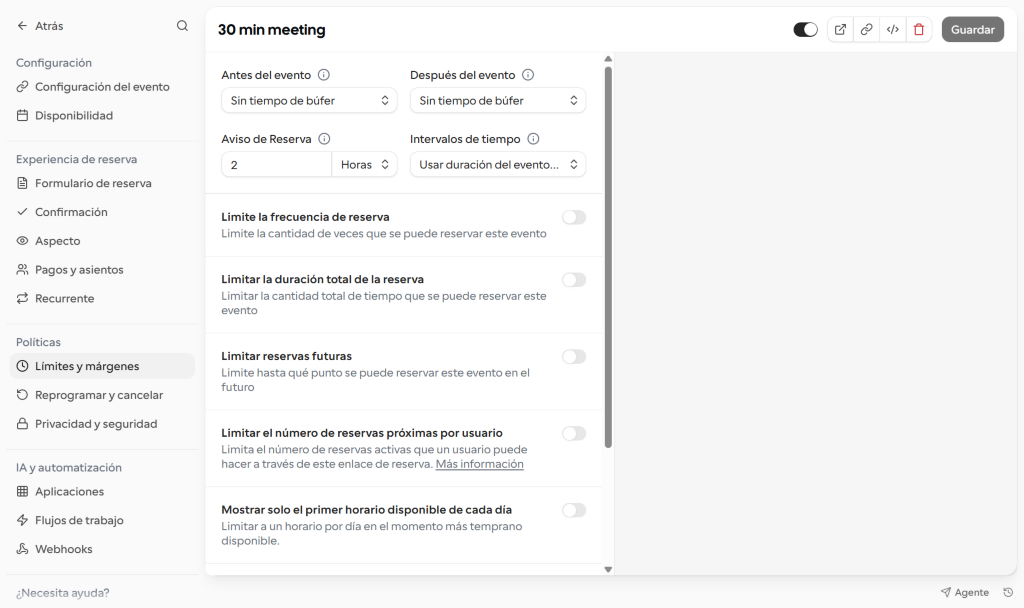 Atrás
Configuración
Configuración del evento
Disponibilidad
Experiencia de reserva
Formulario de reserva
Confirmación
Aspecto
Pagos y asientos
Recurrente
Políticas
Límites y márgenes
Reprogramar y cancelar
Privacidad y seguridad
IA y automatización
Aplicaciones
Flujos de trabajo
Webhooks
¿Necesita ayuda?
30 min meeting
Guardar
Antes del evento
Después del evento
Sin tiempo de búfer
Sin tiempo de búfer
Aviso de Reserva
Intervalos de tiempo
2
Horas
Usar duración del evento...
Limite la frecuencia de reserva
Limite la cantidad de veces que se puede reservar este evento
Limitar la duración total de la reserva
Limitar la cantidad total de tiempo que se puede reservar este
evento
Limitar reservas futuras
Limite hasta qué punto se puede reservar este evento en el
futuro
Limitar el número de reservas próximas por usuario
Limita el número de reservas activas que un usuario puede
hacer a través de este enlace de reserva. Más información
Mostrar solo el primer horario disponible de cada día
Limitar a un horario por día en el momento más temprano
disponible.
Agente